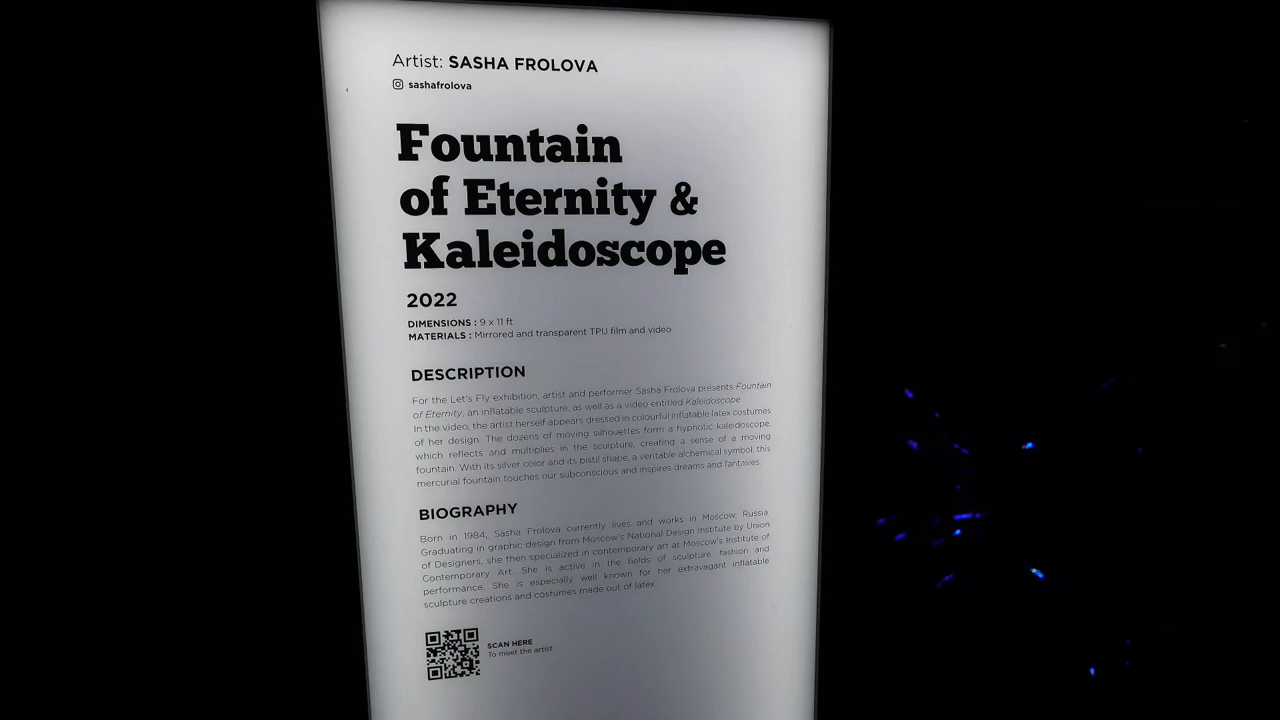 Artist: SASHA FROLOVA
sashafrolova
Fountain
of Eternity &
Kaleidoscope
2022
DIMENSIONS : 9 x 11 ft
MATERIALS : Mirrored and transparent TPU film and video
DESCRIPTION
For the Let's Fly exhibition, artist and performer Sasha Frolova presents Fountain
of Eternity, an inflatable sculpture, as well as a video entitled Kaleidoscope
In the video, the artist herself appears dressed in colourful inflatable latex costumes
of her design. The dozens of moving silhouettes form a hypnotic kaleidoscope,
which reflects and multiplies in the sculpture, creating a sense of a moving
fountain. With its silver color and its pistil shape, a veritable alchemical symbol, this
mercurial fountain touches our subconscious and inspires dreams and fantasies.
BIOGRAPHY
Born in 1984, Sasha Frolova currently lives and works in Moscow, Russia.
Graduating in graphic design from Moscow's National Design Institute by Union
of Designers, she then specialized in contemporary art at Moscow's Institute of
Contemporary Art. She is active in the fields of sculpture, fashion and
performance. She is especially well known for her extravagant inflatable
sculpture creations and costumes made out of latex.
SCAN HERE
To meet the artist